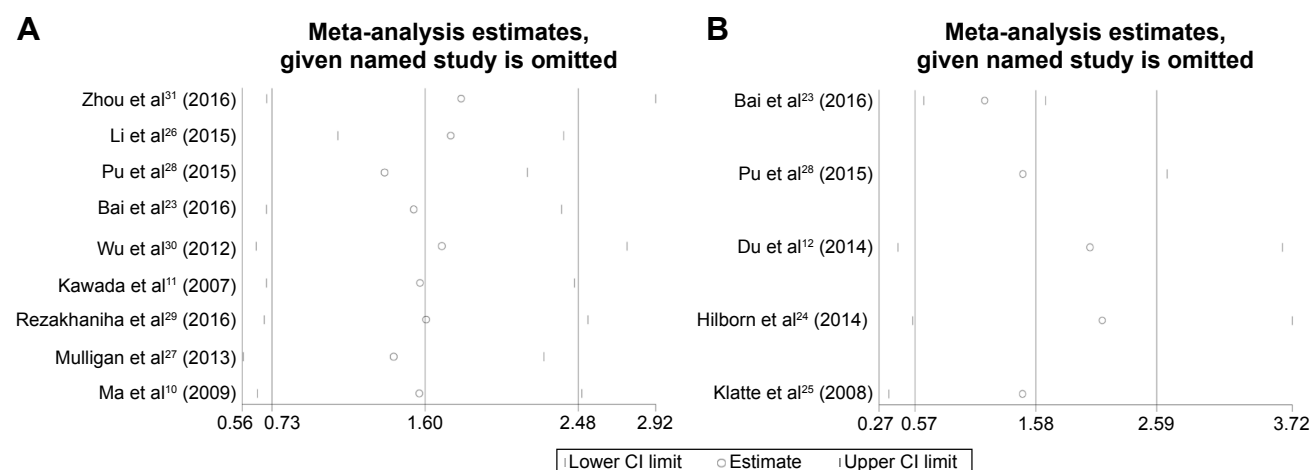 A
Meta-analysis estimates,
given named study is omitted
Zhou et al³¹ (2016)
Li et al²⁶ (2015)
Pu et al²⁸ (2015)
Bai et al²³ (2016)
Wu et al³⁰ (2012)
Kawada et al¹¹ (2007)
Rezakhaniha et al²⁹ (2016)
Mulligan et al²⁷ (2013)
Ma et al¹⁰ (2009)
0.56 0.73 1.60 2.48 2.92
B
Meta-analysis estimates,
given named study is omitted
Bai et al²³ (2016)
Pu et al²⁸ (2015)
Du et al¹² (2014)
Hilborn et al²⁴ (2014)
Klatte et al²⁵ (2008)
0.27 0.57 1.58 2.59 3.72
Lower CI limit Estimate Upper CI limit